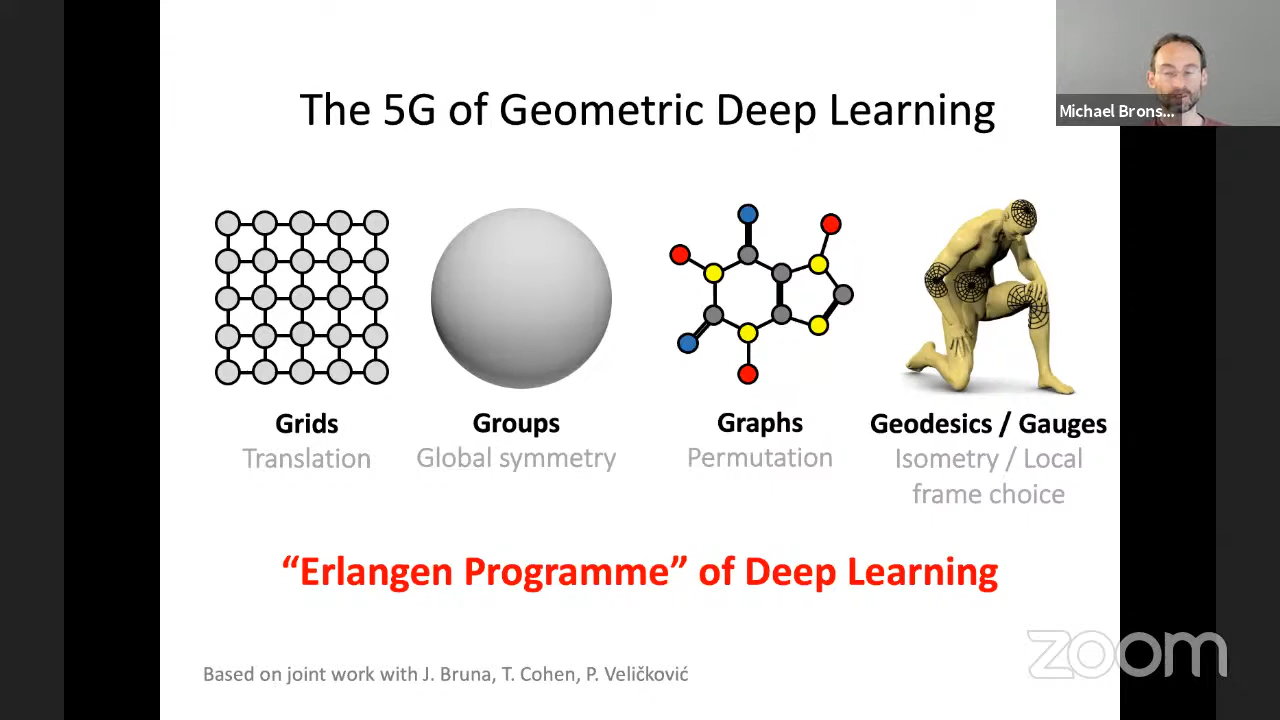 The 5G of Geometric Deep Learning
Michael Brons...
Grids
Translation
Groups
Global symmetry
Graphs
Permutation
Geodesics / Gauges
Isometry / Local
frame choice
“Erlangen Programme” of Deep Learning
Based on joint work with J. Bruna, T. Cohen, P. Veličković
zoom